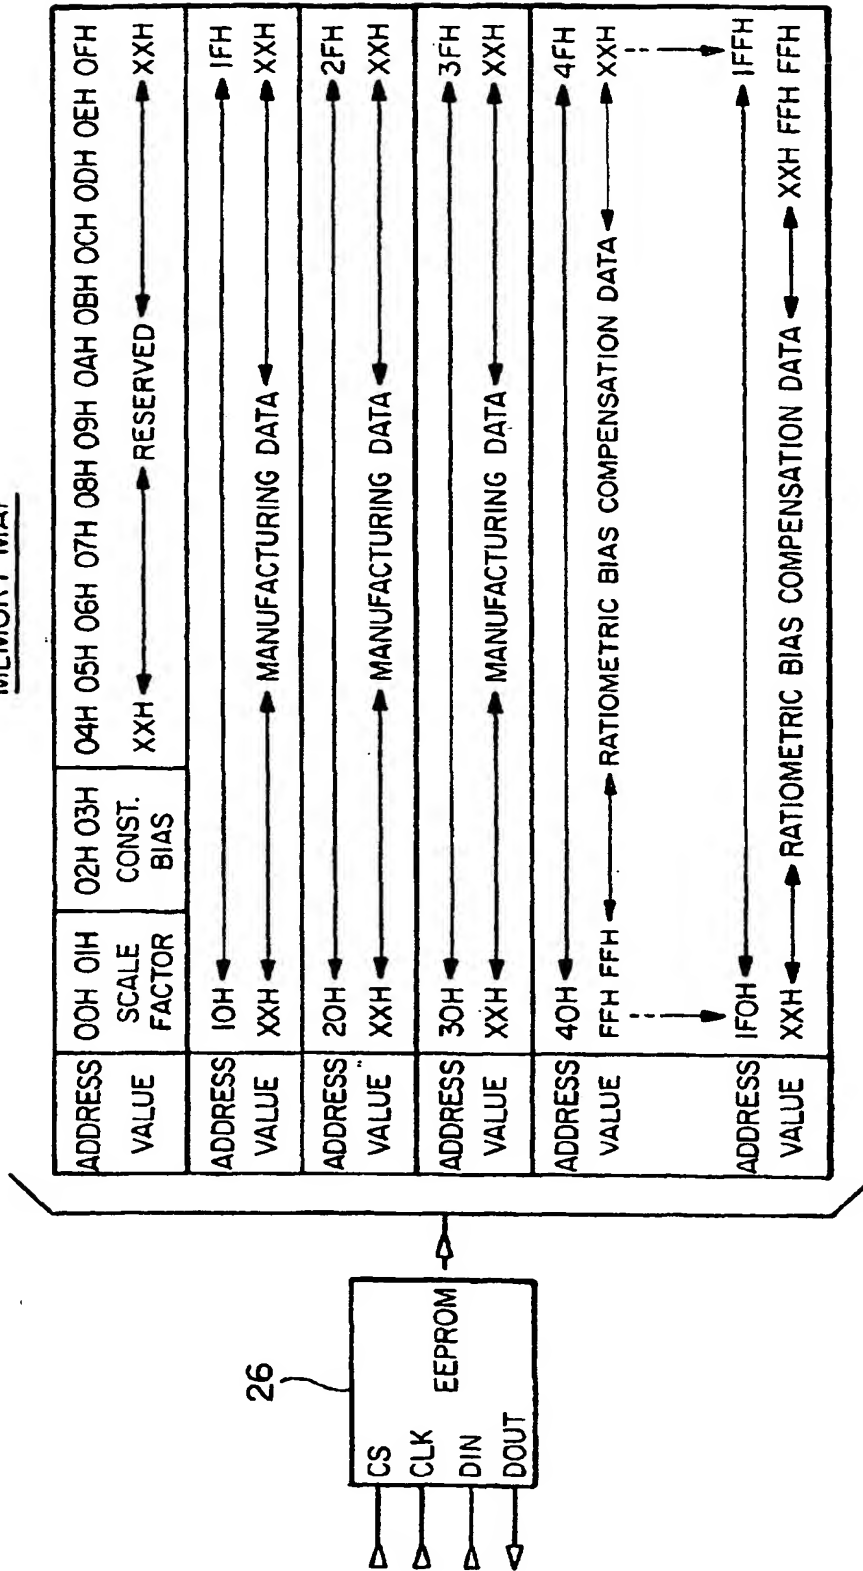 MEMORY MAP
ADDRESS 00H 01H 02H 03H 04H 05H 06H 07H 08H 09H 0AH 0BH 0CH 0DH 0EH 0FH
VALUE SCALE FACTOR CONST. BIAS XXH RESERVED XXH
ADDRESS 10H 1FH
VALUE XXH MANUFACTURING DATA XXH
ADDRESS 20H 2FH
VALUE XXH MANUFACTURING DATA XXH
ADDRESS 30H 3FH
VALUE XXH MANUFACTURING DATA XXH
ADDRESS 40H 4FH
VALUE FFH FFH RATIOMETRIC BIAS COMPENSATION DATA XXH
ADDRESS 1F0H 1FFH
VALUE XXH RATIOMETRIC BIAS COMPENSATION DATA XXH FFH FFH
26
CS
CLK
EEPROM
DIN
DOUT